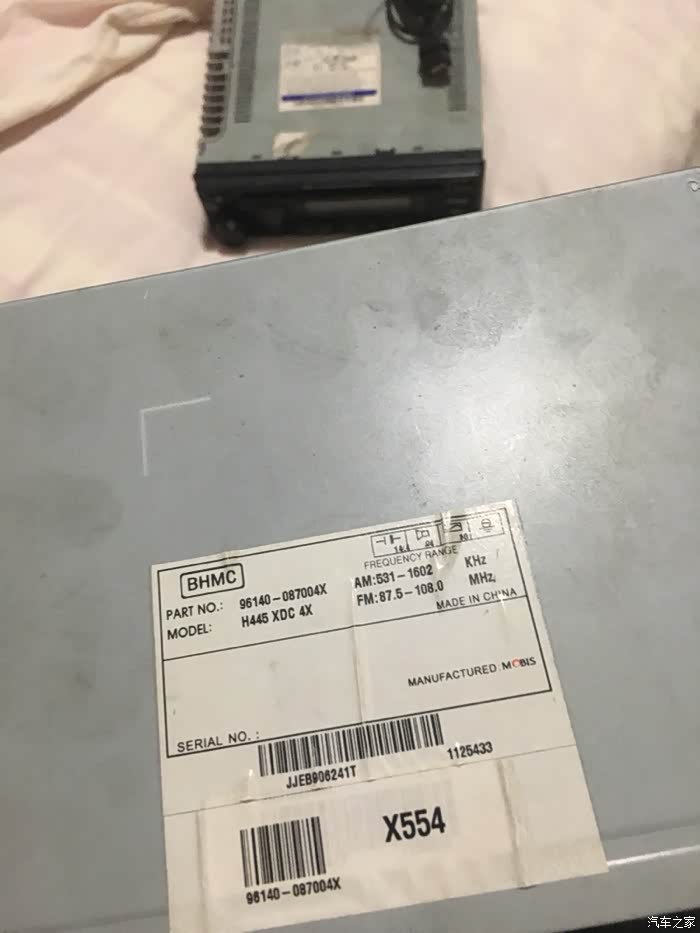 BHMC
FREQUENCY RANGE
PART NO.: 96140-087004X AM:531-1602 KHz
MODEL: H445 XDC 4X FM:87.5-108.0 MHz
MADE IN CHINA
MANUFACTURED:MOBIS
SERIAL NO.:
JJEB906241T 1125433
X554
96140-087004X
汽车之家